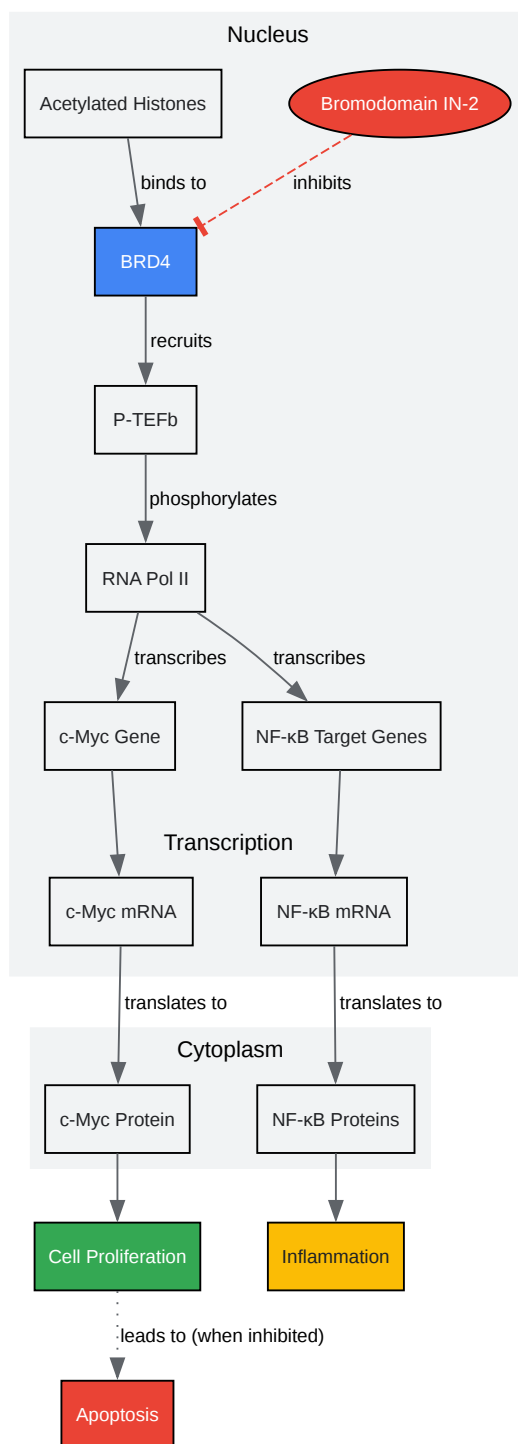 Nucleus
Acetylated Histones
Bromodomain IN-2
binds to
inhibits
BRD4
recruits
P-TEFb
phosphorylates
RNA Pol II
transcribes
transcribes
c-Myc Gene
NF-κB Target Genes
Transcription
c-Myc mRNA
NF-κB mRNA
translates to
translates to
Cytoplasm
c-Myc Protein
NF-κB Proteins
Cell Proliferation
Inflammation
leads to (when inhibited)
Apoptosis